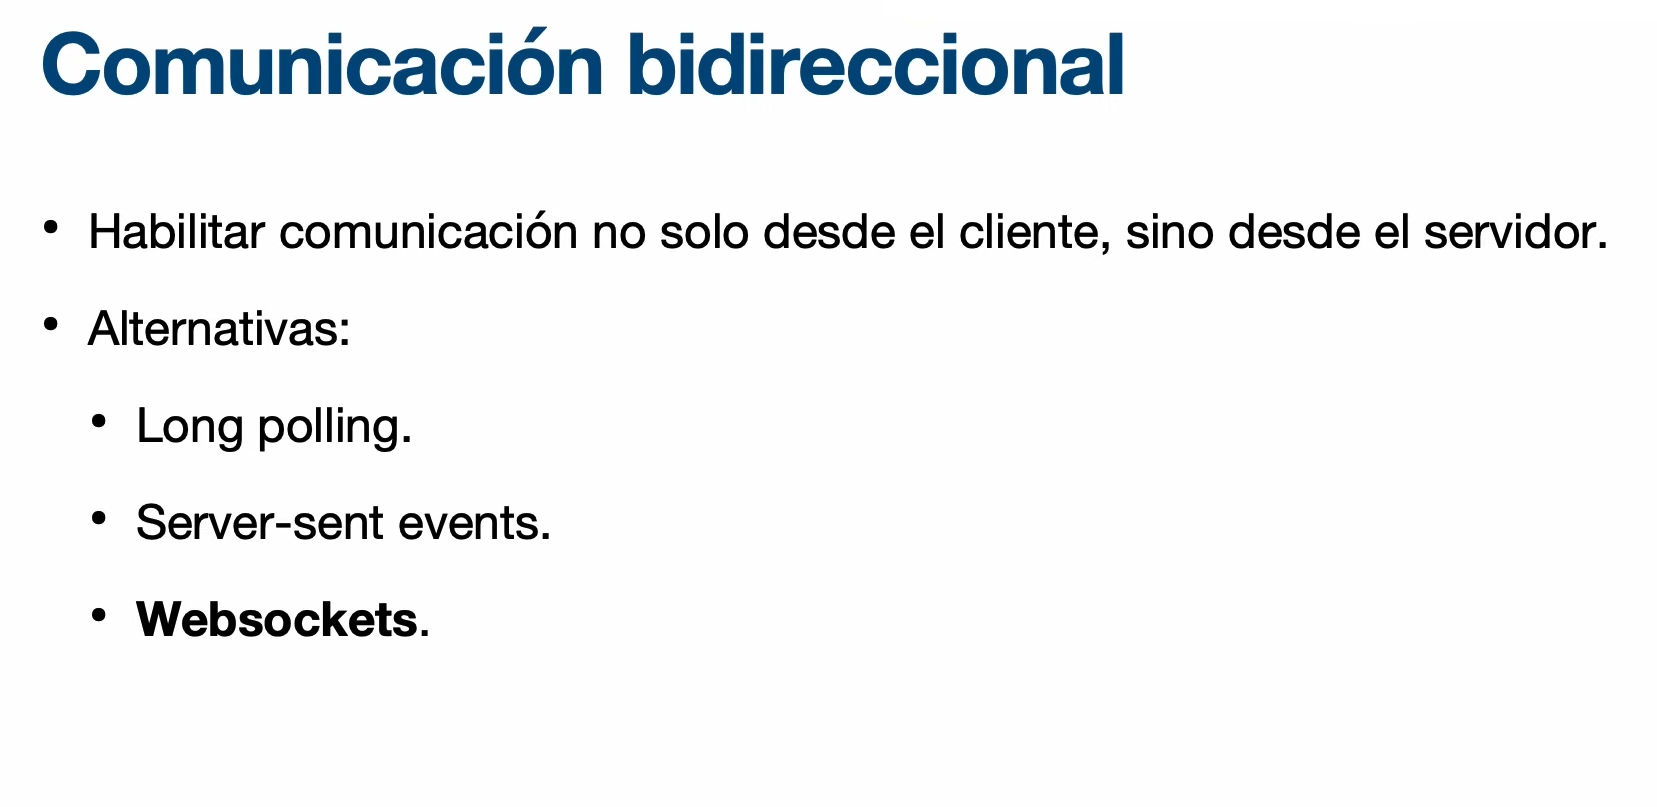 Comunicación bidireccional
• Habilitar comunicación no solo desde el cliente, sino desde el servidor.
• Alternativas:
• Long polling.
• Server-sent events.
• Websockets.